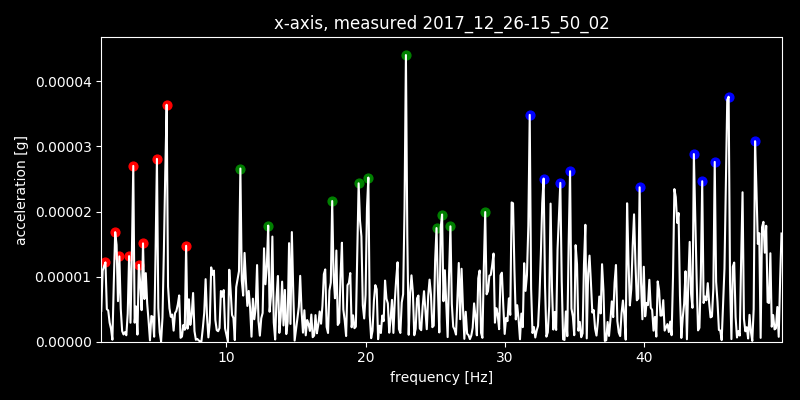 x-axis, measured 2017_12_26-15_50_02
0.00004
0.00003
0.00002
0.00001
0.00000
acceleration [g]
10 20 30 40
frequency [Hz]